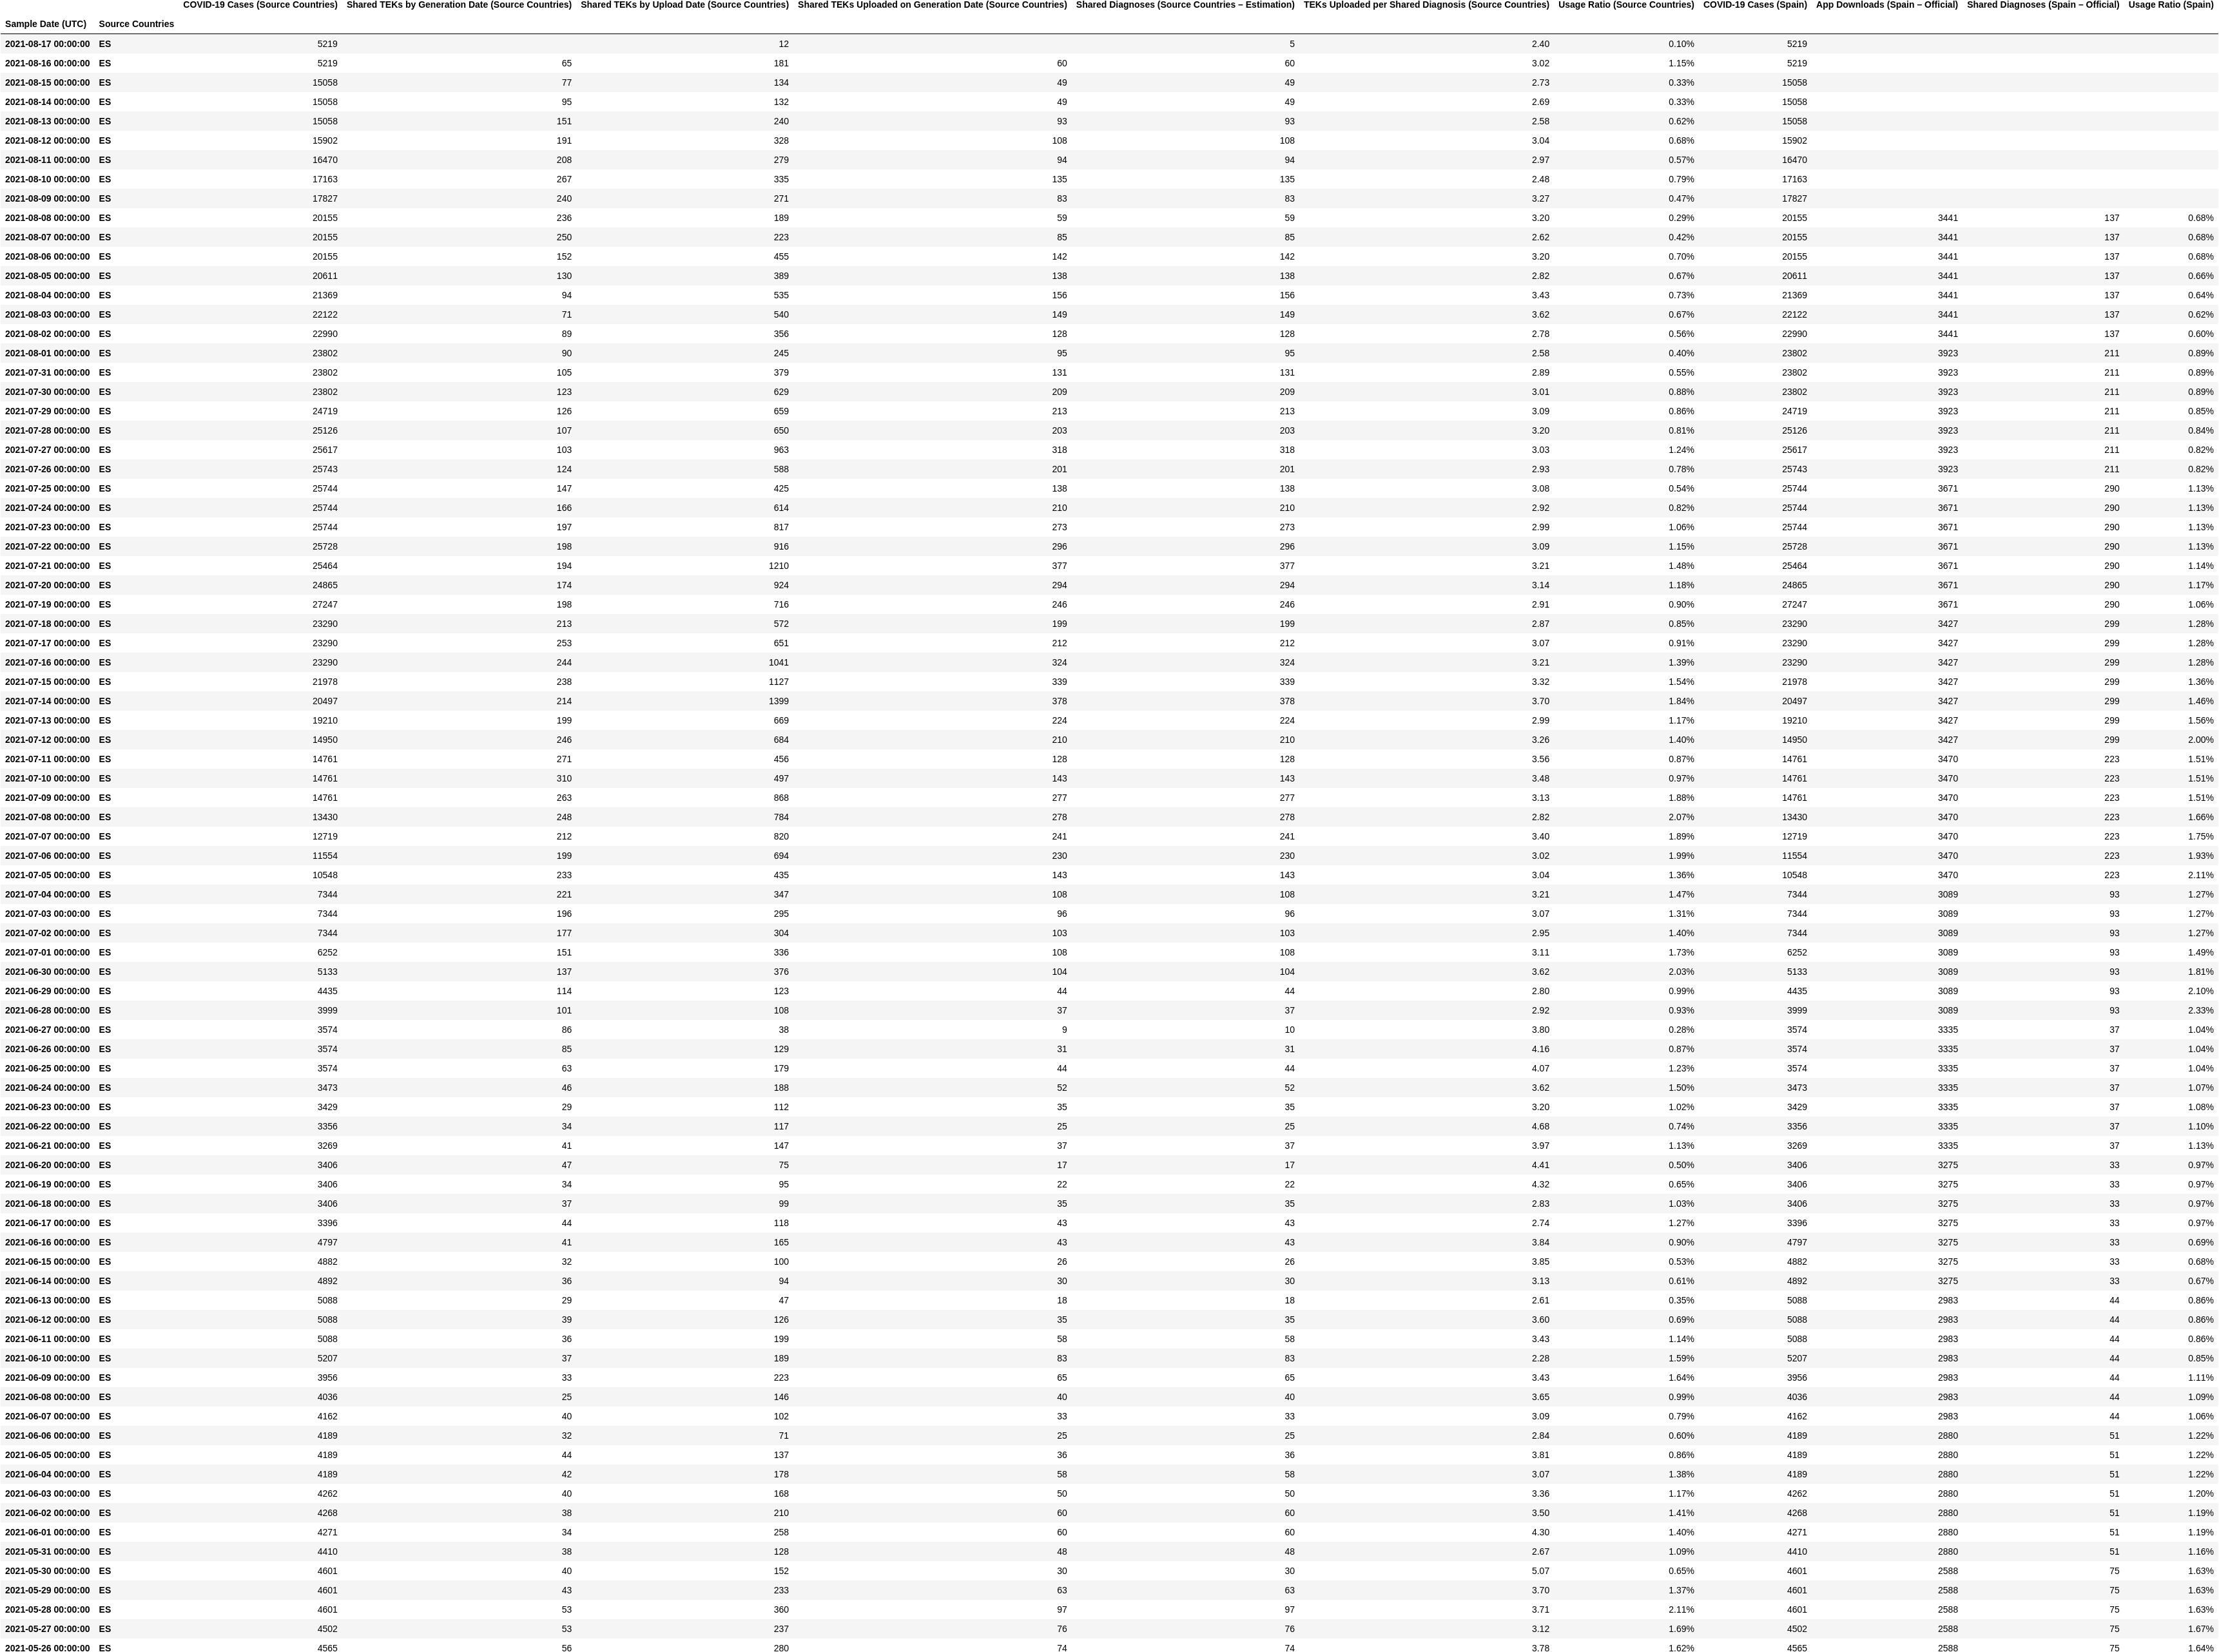 COVID-19 Cases (Source Countries) Shared TEKs by Generation Date (Source Countries) Shared TEKs by Upload Date (Source Countries) Shared TEKs Uploaded on Generation Date (Source Countries) Shared Diagnoses (Source Countries – Estimation) TEKs Uploaded per Shared Diagnosis (Source Countries) Usage Ratio (Source Countries) COVID-19 Cases (Spain) App Downloads (Spain – Official) Shared Diagnoses (Spain – Official) Usage Ratio (Spain)
Sample Date (UTC) Source Countries
2021-08-17 00:00:00 ES 5219 12 5 2.40 0.10% 5219
2021-08-16 00:00:00 ES 5219 65 181 60 60 3.02 1.15% 5219
2021-08-15 00:00:00 ES 15058 77 134 49 49 2.73 0.33% 15058
2021-08-14 00:00:00 ES 15058 95 132 49 49 2.69 0.33% 15058
2021-08-13 00:00:00 ES 15058 151 240 93 93 2.58 0.62% 15058
2021-08-12 00:00:00 ES 15902 191 328 108 108 3.04 0.68% 15902
2021-08-11 00:00:00 ES 16470 208 279 94 94 2.97 0.57% 16470
2021-08-10 00:00:00 ES 17163 267 335 135 135 2.48 0.79% 17163
2021-08-09 00:00:00 ES 17827 240 271 83 83 3.27 0.47% 17827
2021-08-08 00:00:00 ES 20155 236 189 59 59 3.20 0.29% 20155 3441 137 0.68%
2021-08-07 00:00:00 ES 20155 250 223 85 85 2.62 0.42% 20155 3441 137 0.68%
2021-08-06 00:00:00 ES 20155 152 455 142 142 3.20 0.70% 20155 3441 137 0.68%
2021-08-05 00:00:00 ES 20611 130 389 138 138 2.82 0.67% 20611 3441 137 0.66%
2021-08-04 00:00:00 ES 21369 94 535 156 156 3.43 0.73% 21369 3441 137 0.64%
2021-08-03 00:00:00 ES 22122 71 540 149 149 3.62 0.67% 22122 3441 137 0.62%
2021-08-02 00:00:00 ES 22990 89 356 128 128 2.78 0.56% 22990 3441 137 0.60%
2021-08-01 00:00:00 ES 23802 90 245 95 95 2.58 0.40% 23802 3923 211 0.89%
2021-07-31 00:00:00 ES 23802 105 379 131 131 2.89 0.55% 23802 3923 211 0.89%
2021-07-30 00:00:00 ES 23802 123 629 209 209 3.01 0.88% 23802 3923 211 0.89%
2021-07-29 00:00:00 ES 24719 126 659 213 213 3.09 0.86% 24719 3923 211 0.85%
2021-07-28 00:00:00 ES 25126 107 650 203 203 3.20 0.81% 25126 3923 211 0.84%
2021-07-27 00:00:00 ES 25617 103 963 318 318 3.03 1.24% 25617 3923 211 0.82%
2021-07-26 00:00:00 ES 25743 124 588 201 201 2.93 0.78% 25743 3923 211 0.82%
2021-07-25 00:00:00 ES 25744 147 425 138 138 3.08 0.54% 25744 3671 290 1.13%
2021-07-24 00:00:00 ES 25744 166 614 210 210 2.92 0.82% 25744 3671 290 1.13%
2021-07-23 00:00:00 ES 25744 197 817 273 273 2.99 1.06% 25744 3671 290 1.13%
2021-07-22 00:00:00 ES 25728 198 916 296 296 3.09 1.15% 25728 3671 290 1.13%
2021-07-21 00:00:00 ES 25464 194 1210 377 377 3.21 1.48% 25464 3671 290 1.14%
2021-07-20 00:00:00 ES 24865 174 924 294 294 3.14 1.18% 24865 3671 290 1.17%
2021-07-19 00:00:00 ES 27247 198 716 246 246 2.91 0.90% 27247 3671 290 1.06%
2021-07-18 00:00:00 ES 23290 213 572 199 199 2.87 0.85% 23290 3427 299 1.28%
2021-07-17 00:00:00 ES 23290 253 651 212 212 3.07 0.91% 23290 3427 299 1.28%
2021-07-16 00:00:00 ES 23290 244 1041 324 324 3.21 1.39% 23290 3427 299 1.28%
2021-07-15 00:00:00 ES 21978 238 1127 339 339 3.32 1.54% 21978 3427 299 1.36%
2021-07-14 00:00:00 ES 20497 214 1399 378 378 3.70 1.84% 20497 3427 299 1.46%
2021-07-13 00:00:00 ES 19210 199 669 224 224 2.99 1.17% 19210 3427 299 1.56%
2021-07-12 00:00:00 ES 14950 246 684 210 210 3.26 1.40% 14950 3427 299 2.00%
2021-07-11 00:00:00 ES 14761 271 456 128 128 3.56 0.87% 14761 3470 223 1.51%
2021-07-10 00:00:00 ES 14761 310 497 143 143 3.48 0.97% 14761 3470 223 1.51%
2021-07-09 00:00:00 ES 14761 263 868 277 277 3.13 1.88% 14761 3470 223 1.51%
2021-07-08 00:00:00 ES 13430 248 784 278 278 2.82 2.07% 13430 3470 223 1.66%
2021-07-07 00:00:00 ES 12719 212 820 241 241 3.40 1.89% 12719 3470 223 1.75%
2021-07-06 00:00:00 ES 11554 199 694 230 230 3.02 1.99% 11554 3470 223 1.93%
2021-07-05 00:00:00 ES 10548 233 435 143 143 3.04 1.36% 10548 3470 223 2.11%
2021-07-04 00:00:00 ES 7344 221 347 108 108 3.21 1.47% 7344 3089 93 1.27%
2021-07-03 00:00:00 ES 7344 196 295 96 96 3.07 1.31% 7344 3089 93 1.27%
2021-07-02 00:00:00 ES 7344 177 304 103 103 2.95 1.40% 7344 3089 93 1.27%
2021-07-01 00:00:00 ES 6252 151 336 108 108 3.11 1.73% 6252 3089 93 1.49%
2021-06-30 00:00:00 ES 5133 137 376 104 104 3.62 2.03% 5133 3089 93 1.81%
2021-06-29 00:00:00 ES 4435 114 123 44 44 2.80 0.99% 4435 3089 93 2.10%
2021-06-28 00:00:00 ES 3999 101 108 37 37 2.92 0.93% 3999 3089 93 2.33%
2021-06-27 00:00:00 ES 3574 86 38 9 10 3.80 0.28% 3574 3335 37 1.04%
2021-06-26 00:00:00 ES 3574 85 129 31 31 4.16 0.87% 3574 3335 37 1.04%
2021-06-25 00:00:00 ES 3574 63 179 44 44 4.07 1.23% 3574 3335 37 1.04%
2021-06-24 00:00:00 ES 3473 46 188 52 52 3.62 1.50% 3473 3335 37 1.07%
2021-06-23 00:00:00 ES 3429 29 112 35 35 3.20 1.02% 3429 3335 37 1.08%
2021-06-22 00:00:00 ES 3356 34 117 25 25 4.68 0.74% 3356 3335 37 1.10%
2021-06-21 00:00:00 ES 3269 41 147 37 37 3.97 1.13% 3269 3335 37 1.13%
2021-06-20 00:00:00 ES 3406 47 75 17 17 4.41 0.50% 3406 3275 33 0.97%
2021-06-19 00:00:00 ES 3406 34 95 22 22 4.32 0.65% 3406 3275 33 0.97%
2021-06-18 00:00:00 ES 3406 37 99 35 35 2.83 1.03% 3406 3275 33 0.97%
2021-06-17 00:00:00 ES 3396 44 118 43 43 2.74 1.27% 3396 3275 33 0.97%
2021-06-16 00:00:00 ES 4797 41 165 43 43 3.84 0.90% 4797 3275 33 0.69%
2021-06-15 00:00:00 ES 4882 32 100 26 26 3.85 0.53% 4882 3275 33 0.68%
2021-06-14 00:00:00 ES 4892 36 94 30 30 3.13 0.61% 4892 3275 33 0.67%
2021-06-13 00:00:00 ES 5088 29 47 18 18 2.61 0.35% 5088 2983 44 0.86%
2021-06-12 00:00:00 ES 5088 39 126 35 35 3.60 0.69% 5088 2983 44 0.86%
2021-06-11 00:00:00 ES 5088 36 199 58 58 3.43 1.14% 5088 2983 44 0.86%
2021-06-10 00:00:00 ES 5207 37 189 83 83 2.28 1.59% 5207 2983 44 0.85%
2021-06-09 00:00:00 ES 3956 33 223 65 65 3.43 1.64% 3956 2983 44 1.11%
2021-06-08 00:00:00 ES 4036 25 146 40 40 3.65 0.99% 4036 2983 44 1.09%
2021-06-07 00:00:00 ES 4162 40 102 33 33 3.09 0.79% 4162 2983 44 1.06%
2021-06-06 00:00:00 ES 4189 32 71 25 25 2.84 0.60% 4189 2880 51 1.22%
2021-06-05 00:00:00 ES 4189 44 137 36 36 3.81 0.86% 4189 2880 51 1.22%
2021-06-04 00:00:00 ES 4189 42 178 58 58 3.07 1.38% 4189 2880 51 1.22%
2021-06-03 00:00:00 ES 4262 40 168 50 50 3.36 1.17% 4262 2880 51 1.20%
2021-06-02 00:00:00 ES 4268 38 210 60 60 3.50 1.41% 4268 2880 51 1.19%
2021-06-01 00:00:00 ES 4271 34 258 60 60 4.30 1.40% 4271 2880 51 1.19%
2021-05-31 00:00:00 ES 4410 38 128 48 48 2.67 1.09% 4410 2880 51 1.16%
2021-05-30 00:00:00 ES 4601 40 152 30 30 5.07 0.65% 4601 2588 75 1.63%
2021-05-29 00:00:00 ES 4601 43 233 63 63 3.70 1.37% 4601 2588 75 1.63%
2021-05-28 00:00:00 ES 4601 53 360 97 97 3.71 2.11% 4601 2588 75 1.63%
2021-05-27 00:00:00 ES 4502 53 237 76 76 3.12 1.69% 4502 2588 75 1.67%
2021-05-26 00:00:00 ES 4565 56 280 74 74 3.78 1.62% 4565 2588 75 1.64%